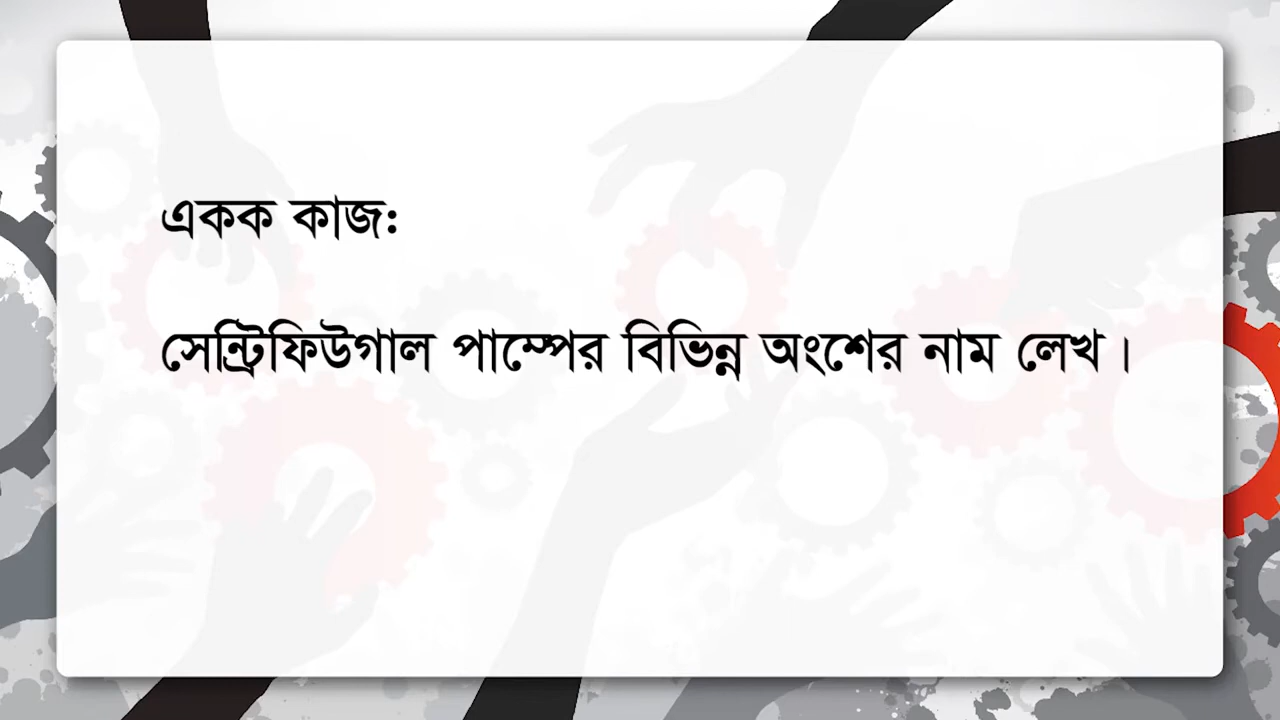 একক কাজ:
সেন্ট্রিফিউগাল পাম্পের বিভিন্ন অংশের নাম লেখ।